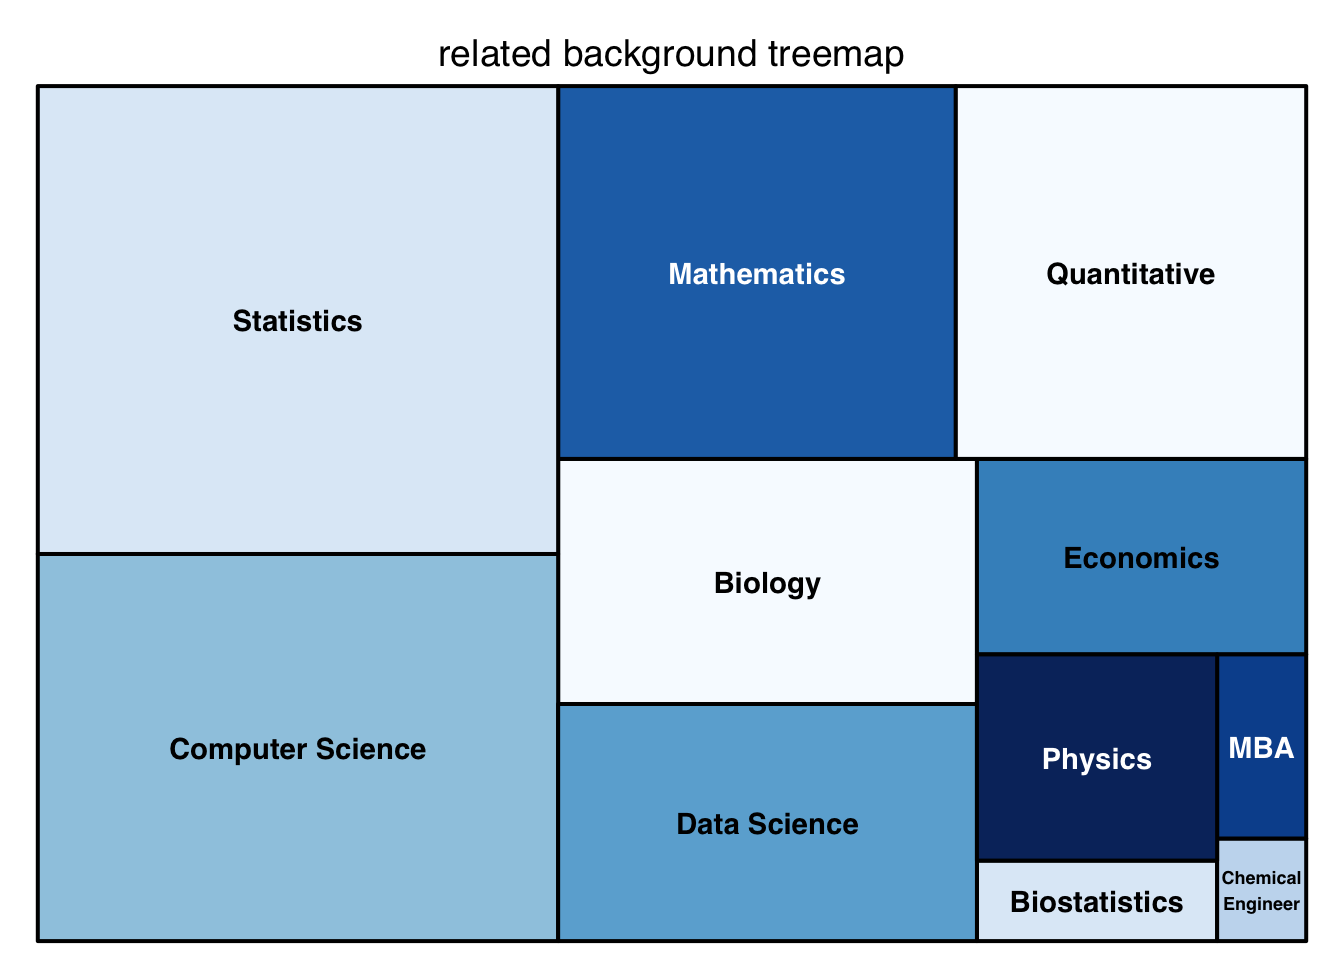 related background treemap
Statistics
Mathematics
Quantitative
Biology
Economics
Computer Science
Data Science
Physics
MBA
Biostatistics
Chemical
Engineer